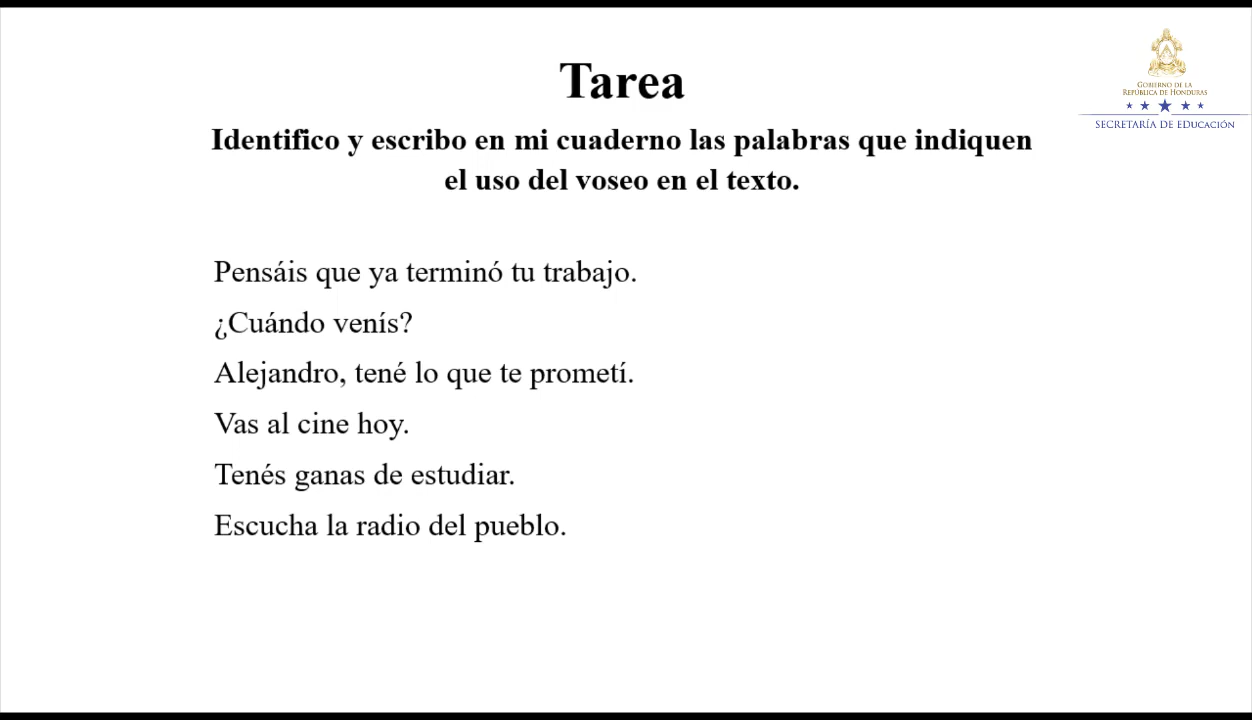 Tarea
GOBIERNO DE LA
REPÚBLICA DE HONDURAS
SECRETARÍA DE EDUCACIÓN
Identifico y escribo en mi cuaderno las palabras que indiquen
el uso del voseo en el texto.
Pensáis que ya terminó tu trabajo.
¿Cuándo venís?
Alejandro, tené lo que te prometí.
Vas al cine hoy.
Tenés ganas de estudiar.
Escucha la radio del pueblo.